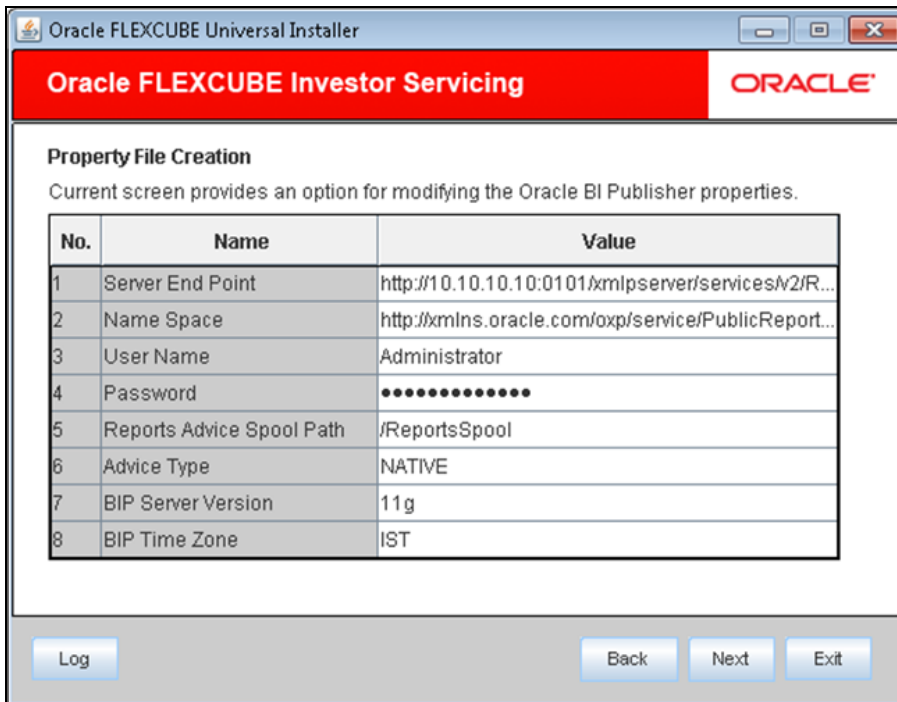 Oracle FLEXCUBE Universal Installer
Oracle FLEXCUBE Investor Servicing
ORACLE
Property File Creation
Current screen provides an option for modifying the Oracle BI Publisher properties.
No. Name Value
1 Server End Point http://10.10.10.10:0101/xmlpserver/services/v2/R...
2 Name Space http://xmlns.oracle.com/oxp/service/PublicReport...
3 User Name Administrator
4 Password •••••••••••••
5 Reports Advice Spool Path /ReportsSpool
6 Advice Type NATIVE
7 BIP Server Version 11g
8 BIP Time Zone IST
Log Back Next Exit